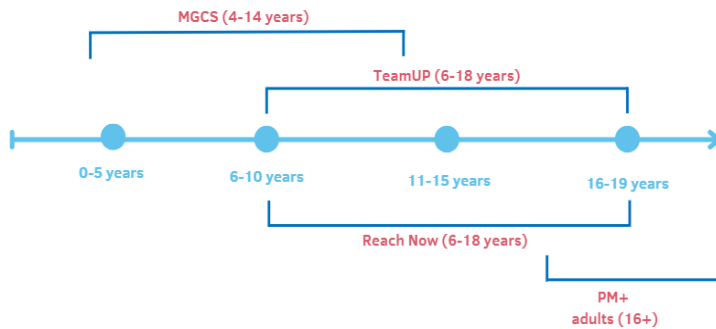 MGCS (4-14 years)
TeamUP (6-18 years)
0-5 years
6-10 years
11-15 years
16-19 years
Reach Now (6-18 years)
PM+
adults (16+)